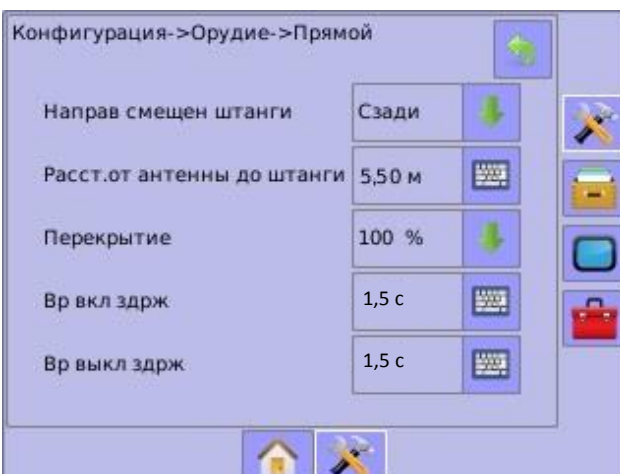 Конфигурация->Орудие->Прямой
Направ смещен штанги Сзади
Расст.от антенны до штанги 5,50 м
Перекрытие 100 %
Вр вкл здрж 1,5 с
Вр выкл здрж 1,5 с